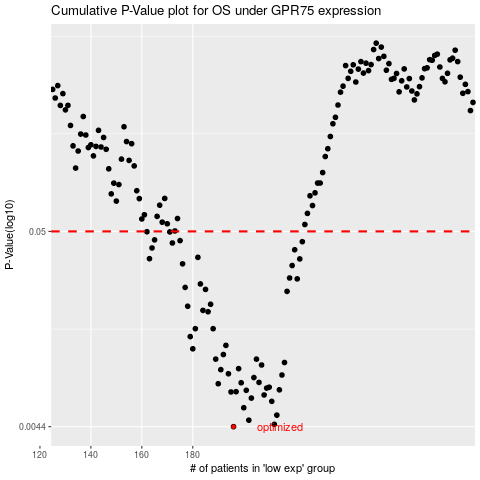 Cumulative P-Value plot for OS under GPR75 expression
P-Value(log10)
0.05
0.0044
optimized
120 140 160 180
# of patients in 'low exp' group